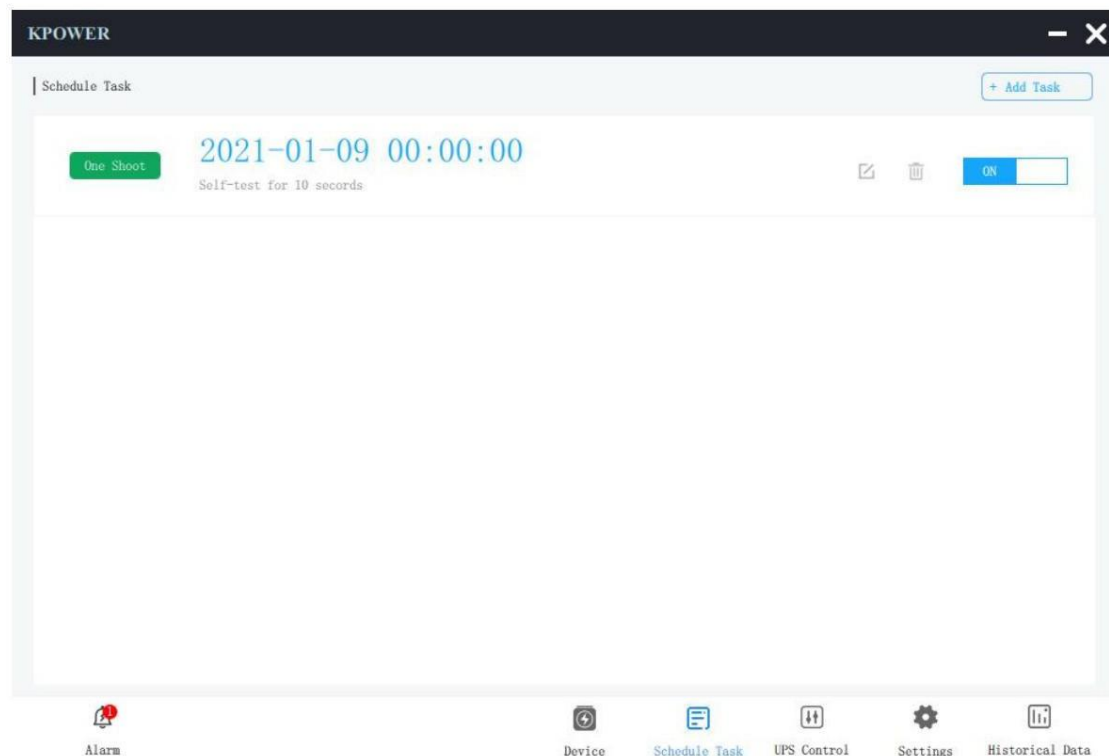 KPOWER
Schedule Task
+ Add Task
One Shoot
2021-01-09 00:00:00
Self-test for 10 secords
ON
1
Alarm
Device
Schedule Task
UPS Control
Settings
Historical Data